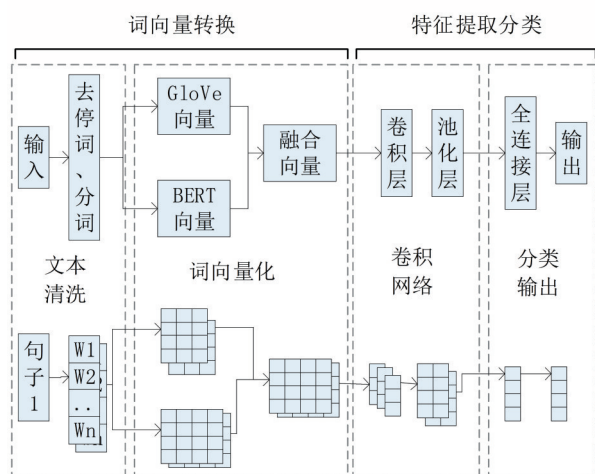 词向量转换
特征提取分类
输入
去停词、分词
GloVe
向量
BERT
向量
融合
向量
卷积层
池化层
全连接层
输出
文本
清洗
词向量化
卷积
网络
分类
输出
句子1
W1
W2
..
Wn